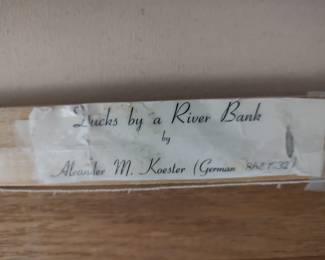 Ducks by a River Bank
by
Alexander M. Koester (German